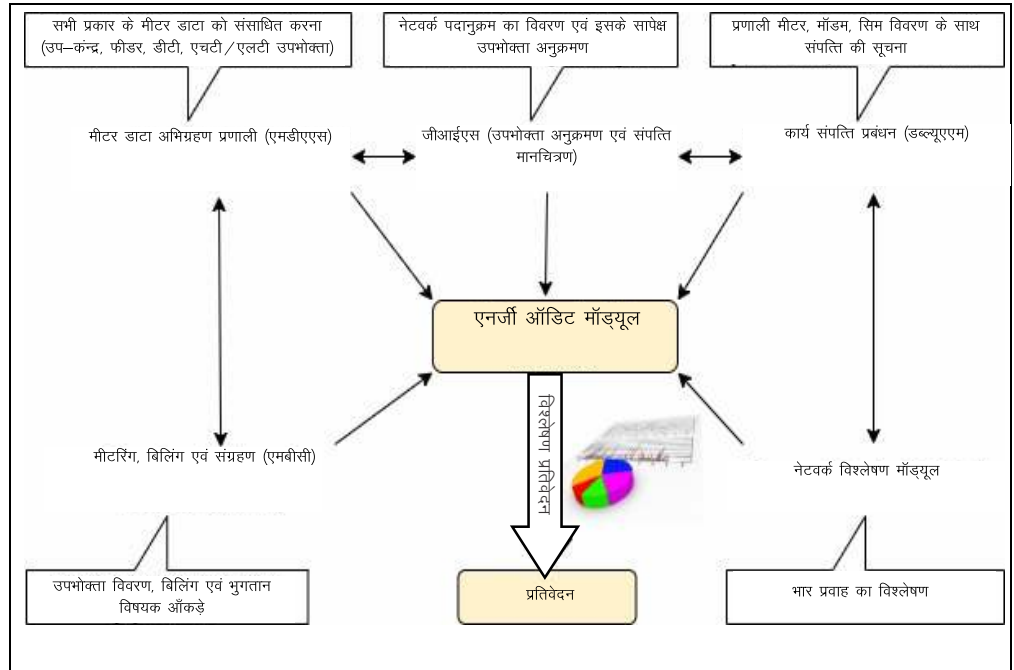 सभी प्रकार के मीटर डाटा को संसाधित करना
(उप–कंन्द्र, फीडर, डीटी, एचटी/एलटी उपभोक्ता)
नेटवर्क पदानुक्रम का विवरण एवं इसके सापेक्ष
उपभोक्ता अनुक्रमण
प्रणाली मीटर, मॉडम, सिम विवरण के साथ
संपत्ति की सूचना
मीटर डाटा अभिग्रहण प्रणाली (एमडीएएस)
जीआईएस (उपभोक्ता अनुक्रमण एवं संपत्ति
मानचित्रण)
कार्य संपत्ति प्रबंधन (डब्ल्यूएएम)
एनर्जी ऑडिट मॉड्यूल
विश्लेषण प्रतिवेदन
मीटरिंग, बिलिंग एवं संग्रहण (एमबीसी)
नेटवर्क विश्लेषण मॉड्यूल
उपभोक्ता विवरण, बिलिंग एवं भुगतान
विषयक आँकड़े
प्रतिवेदन
भार प्रवाह का विश्लेषण